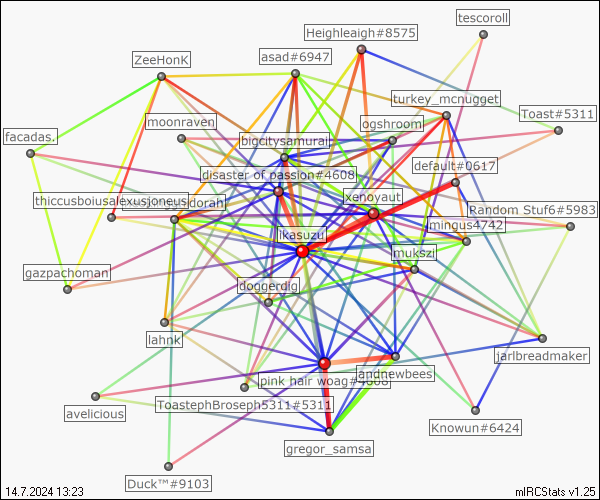 tescoroll
Heighleaigh#8575
ZeeHonK
asad#6947
turkey_mcnugget
Toast#5311
moonraven
ogshroom
facadas.
bigcitysamurai
default#0617
disaster of passion#4608
xenoyaut
thiccusboiusalexusjoneus
Random Stuf6#5983
mingus4742
ikasuzu
mukszi
gazpachoman
doggerdig
lahnk
jarlbreadmaker
andnewbees
pink hair woag#4608
ToastephBroseph5311#5311
avelicious
Knowun#6424
gregor_samsa
Duck™#9103
14.7.2024 13:23
mIRCStats v1.25